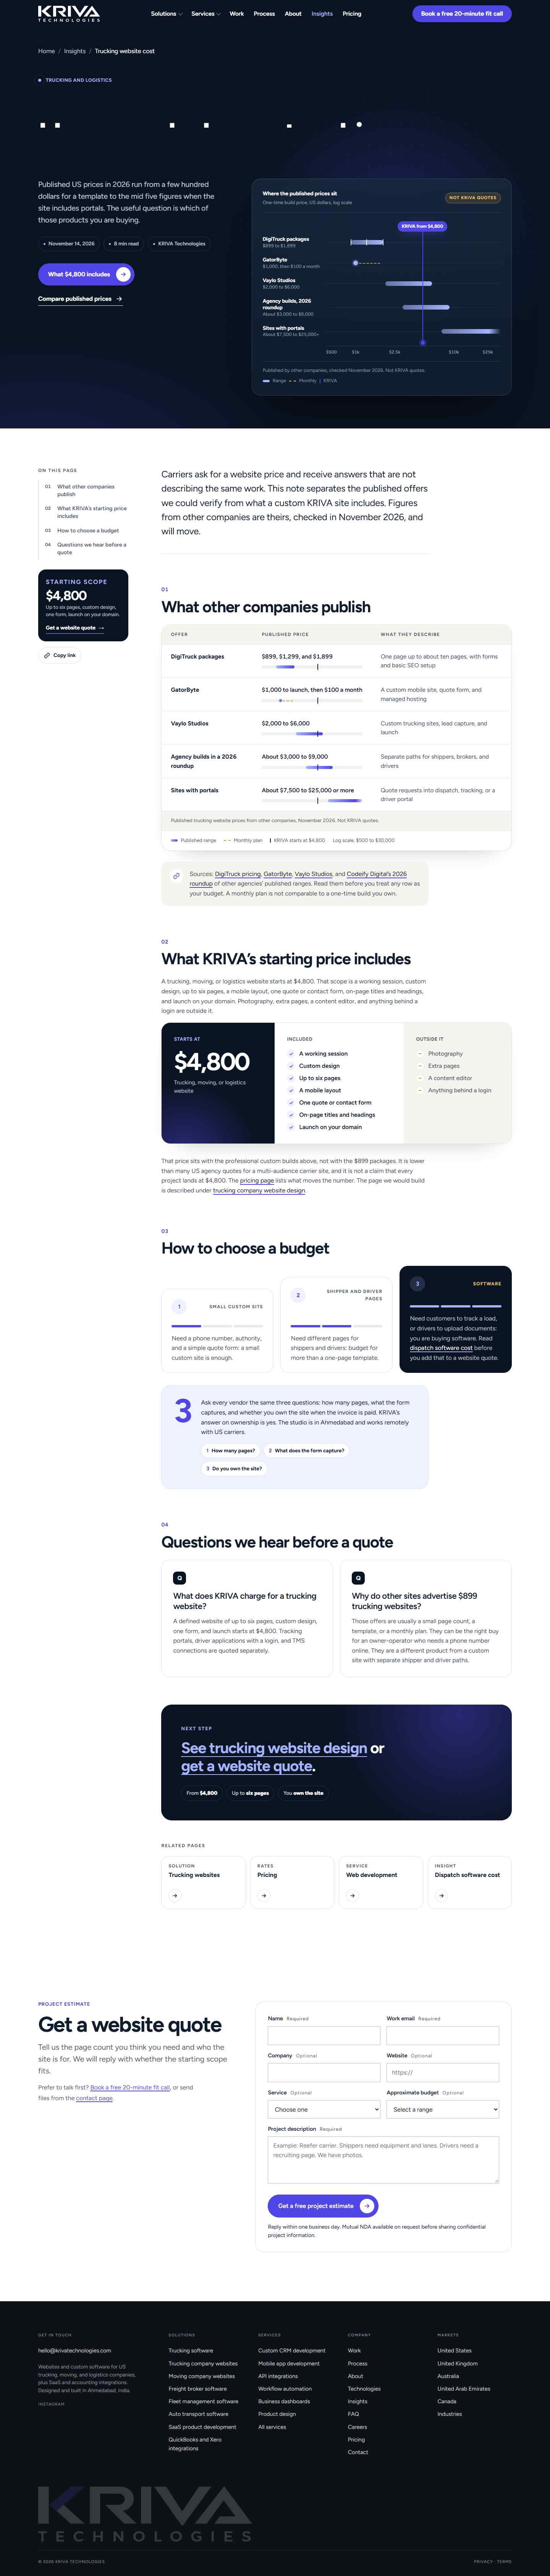 KRIVA
TECHNOLOGIES
Solutions Services Work Process About Insights Pricing
Book a free 20-minute fit call
Home / Insights / Trucking website cost
TRUCKING AND LOGISTICS
Published US prices in 2026 run from a few hundred
dollars for a template to the mid five figures when the
site includes portals. The useful question is which of
those products you are buying.
November 14, 2026
8 min read
KRIVA Technologies
What $4,800 includes
Compare published prices
Where the published prices sit
One-time build price, US dollars, log scale
NOT KRIVA QUOTES
KRIVA from $4,800
DigiTruck packages
$899 to $1,899
GatorByte
$1,000, then $100 a month
Vaylo Studios
$2,000 to $6,000
Agency builds, 2026
roundup
About $3,000 to $9,000
Sites with portals
About $7,500 to $25,000+
$500 $1k $2.5k $10k $25k
Published by other companies, checked November 2026. Not KRIVA quotes.
Range Monthly KRIVA
ON THIS PAGE
01 What other companies
publish
02 What KRIVA's starting price
includes
03 How to choose a budget
04 Questions we hear before a
quote
STARTING SCOPE
$4,800
Up to six pages, custom design,
one form, launch on your domain.
Get a website quote
Copy link
Carriers ask for a website price and receive answers that are not
describing the same work. This note separates the published offers
we could verify from what a custom KRIVA site includes. Figures
from other companies are theirs, checked in November 2026, and
will move.
01
What other companies publish
OFFER PUBLISHED PRICE WHAT THEY DESCRIBE
DigiTruck packages
$899, $1,299, and $1,899
One page up to about ten pages, with forms
and basic SEO setup
GatorByte
$1,000 to launch, then $100 a month
A custom mobile site, quote form, and
managed hosting
Vaylo Studios
$2,000 to $6,000
Custom trucking sites, lead capture, and
launch
Agency builds in a 2026
roundup
About $3,000 to $9,000
Separate paths for shippers, brokers, and
drivers
Sites with portals
About $7,500 to $25,000 or more
Quote requests into dispatch, tracking, or a
driver portal
Published trucking website prices from other companies, November 2026. Not KRIVA quotes.
Published range Monthly plan KRIVA starts at $4,800 Log scale, $500 to $30,000
Sources: DigiTruck pricing, GatorByte, Vaylo Studios, and Codeify Digital's 2026
roundup of other agencies' published ranges. Read them before you treat any row as
your budget. A monthly plan is not comparable to a one-time build you own.
02
What KRIVA's starting price includes
A trucking, moving, or logistics website starts at $4,800. That scope is a working session, custom
design, up to six pages, a mobile layout, one quote or contact form, on-page titles and headings,
and launch on your domain. Photography, extra pages, a content editor, and anything behind a
login are outside it.
STARTS AT
$4,800
Trucking, moving, or logistics
website
INCLUDED
A working session
Custom design
Up to six pages
A mobile layout
One quote or contact form
On-page titles and headings
Launch on your domain
OUTSIDE IT
Photography
Extra pages
A content editor
Anything behind a login
That price sits with the professional custom builds above, not with the $899 packages. It is lower
than many US agency quotes for a multi-audience carrier site, and it is not a claim that every
project lands at $4,800. The pricing page lists what moves the number. The page we would build
is described under trucking company website design.
03
How to choose a budget
1
SMALL CUSTOM SITE
Need a phone number, authority,
and a simple quote form: a small
custom site is enough.
2
SHIPPER AND DRIVER
PAGES
Need different pages for
shippers and drivers: budget for
more than a one-page template.
3
SOFTWARE
Need customers to track a load,
or drivers to upload documents:
you are buying software. Read
dispatch software cost before
you add that to a website quote.
3
Ask every vendor the same three questions: how many pages, what the form
captures, and whether you own the site when the invoice is paid. KRIVA's
answer on ownership is yes. The studio is in Ahmedabad and works remotely
with US carriers.
1 How many pages?
2 What does the form capture?
3 Do you own the site?
04
Questions we hear before a quote
Q
What does KRIVA charge for a trucking
website?
A defined website of up to six pages, custom design,
one form, and launch starts at $4,800. Tracking
portals, driver applications with a login, and TMS
connections are quoted separately.
Q
Why do other sites advertise $899
trucking websites?
Those offers are usually a small page count, a
template, or a monthly plan. They can be the right buy
for an owner-operator who needs a phone number
online. They are a different product from a custom
site with separate shipper and driver paths.
NEXT STEP
See trucking website design or
get a website quote.
From $4,800
Up to six pages
You own the site
RELATED PAGES
SOLUTION
Trucking websites
RATES
Pricing
SERVICE
Web development
INSIGHT
Dispatch software cost
PROJECT ESTIMATE
Get a website quote
Tell us the page count you think you need and who the
site is for. We will reply with whether the starting scope
fits.
Prefer to talk first? Book a free 20-minute fit call, or send
files from the contact page.
Name Required
Work email Required
Company Optional
Website Optional
https://
Service Optional
Approximate budget Optional
Choose one
Select a range
Project description Required
Example: Reefer carrier. Shippers need equipment and lanes. Drivers need a
recruiting page. We have photos.
Get a free project estimate
Reply within one business day. Mutual NDA available on request before sharing confidential
project information.
GET IN TOUCH
hello@krivatechnologies.com
Websites and custom software for US
trucking, moving, and logistics companies,
plus SaaS and accounting integrations.
Designed and built in Ahmedabad, India.
INSTAGRAM
SOLUTIONS
Trucking software
Trucking company websites
Moving company websites
Freight broker software
Fleet management software
Auto transport software
SaaS product development
QuickBooks and Xero
integrations
SERVICES
Custom CRM development
Mobile app development
API integrations
Workflow automation
Business dashboards
Product design
All services
COMPANY
Work
Process
About
Technologies
Insights
FAQ
Careers
Pricing
Contact
MARKETS
United States
United Kingdom
Australia
United Arab Emirates
Canada
Industries
KRIVA
TECHNOLOGIES
© 2026 KRIVA TECHNOLOGIES
PRIVACY · TERMS